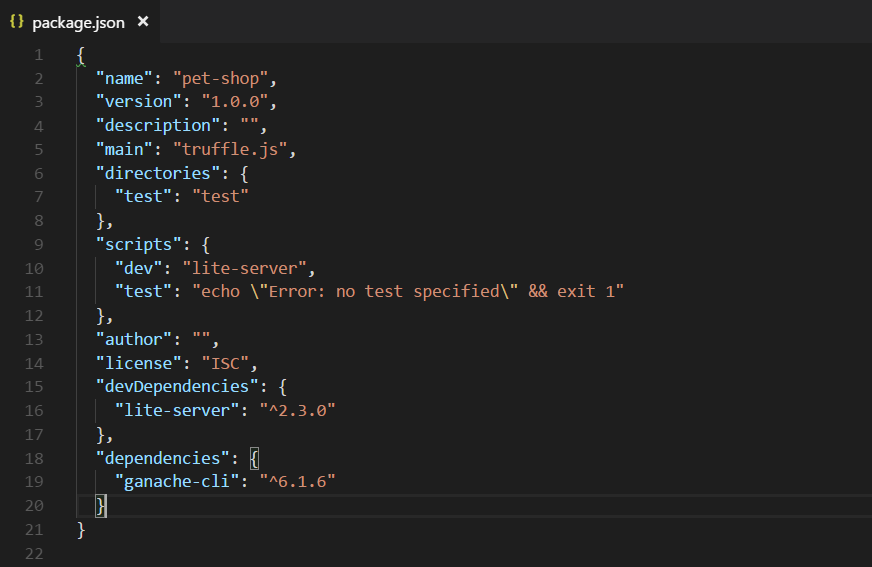 {} package.json ×
1 {
2   "name": "pet-shop",
3   "version": "1.0.0",
4   "description": "",
5   "main": "truffle.js",
6   "directories": {
7     "test": "test"
8   },
9   "scripts": {
10     "dev": "lite-server",
11     "test": "echo \"Error: no test specified\" && exit 1"
12   },
13   "author": "",
14   "license": "ISC",
15   "devDependencies": {
16     "lite-server": "^2.3.0"
17   },
18   "dependencies": {
19     "ganache-cli": "^6.1.6"
20   }
21 }
22